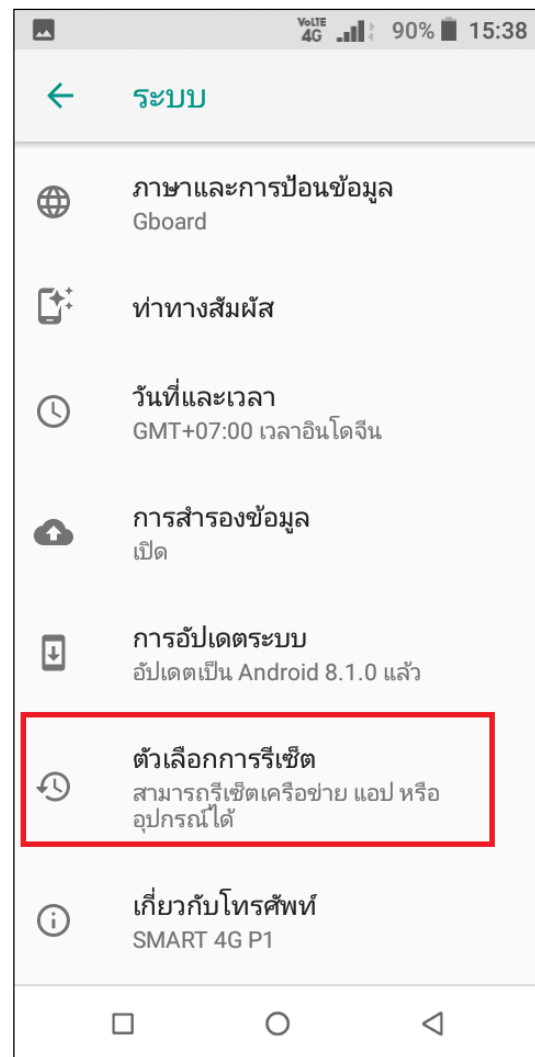 VoLTE
4G 90% 15:38
ระบบ
ภาษาและการป้อนข้อมูล
Gboard
ท่าทางสัมผัส
วันที่และเวลา
GMT+07:00 เวลาอินโดจีน
การสำรองข้อมูล
เปิด
การอัปเดตระบบ
อัปเดตเป็น Android 8.1.0 แล้ว
ตัวเลือกการรีเซ็ต
สามารถรีเซ็ตเครือข่าย แอป หรือ
อุปกรณ์ได้
เกี่ยวกับโทรศัพท์
SMART 4G P1